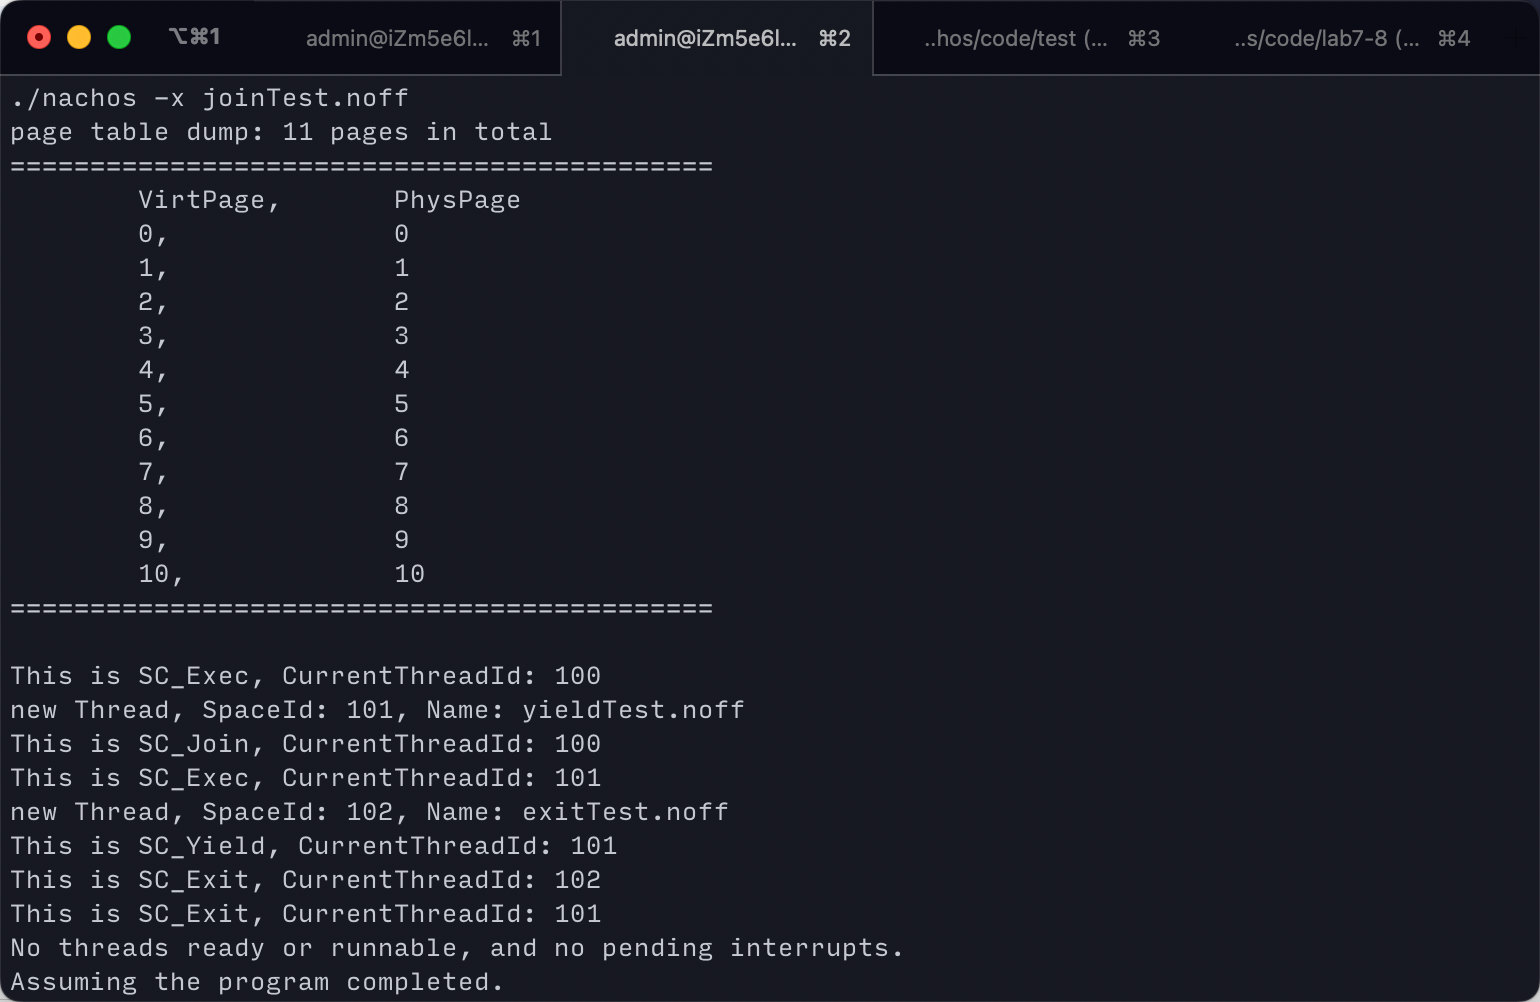 ⌥⌘1 admin@iZm5e6l... ⌘1 admin@iZm5e6l... ⌘2 ..hos/code/test (... ⌘3 ..s/code/lab7-8 (... ⌘4
./nachos -x joinTest.noff
page table dump: 11 pages in total
============================================
VirtPage, PhysPage
0, 0
1, 1
2, 2
3, 3
4, 4
5, 5
6, 6
7, 7
8, 8
9, 9
10, 10
============================================
This is SC_Exec, CurrentThreadId: 100
new Thread, SpaceId: 101, Name: yieldTest.noff
This is SC_Join, CurrentThreadId: 100
This is SC_Exec, CurrentThreadId: 101
new Thread, SpaceId: 102, Name: exitTest.noff
This is SC_Yield, CurrentThreadId: 101
This is SC_Exit, CurrentThreadId: 102
This is SC_Exit, CurrentThreadId: 101
No threads ready or runnable, and no pending interrupts.
Assuming the program completed.